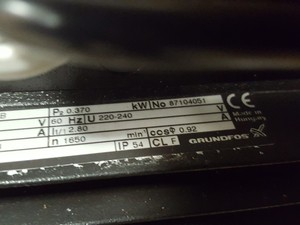 B P₂ 0.370 kW No 87104051
V 60 Hz U 220-240 V CE
A I1/1 2.80 A Made in Hungary
n 1650 min⁻¹ cosφ 0.92
IP 54 CL F GRUNDFOS